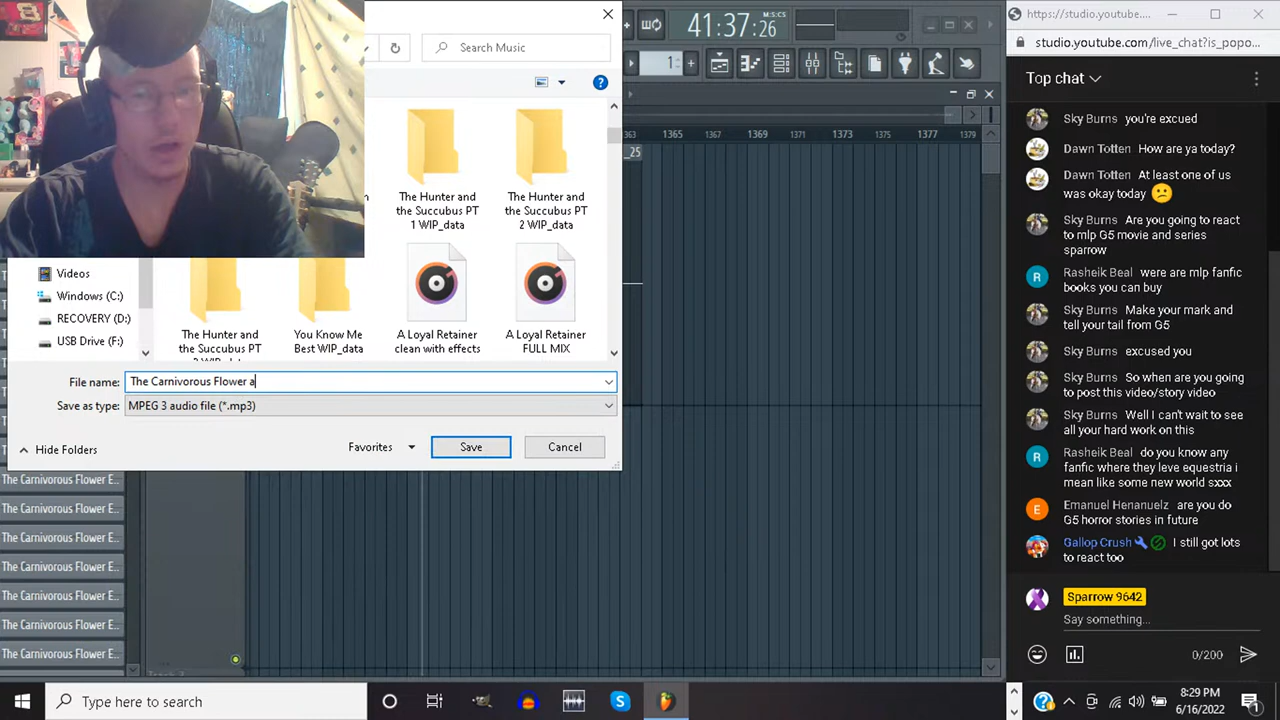 41:37:26
M:S:CS
1
Search Music
The Hunter and
the Succubus PT
1 WIP_data
The Hunter and
the Succubus PT
2 WIP_data
Videos
Windows (C:)
RECOVERY (D:)
USB Drive (F:)
The Hunter and
the Succubus PT
You Know Me
Best WIP_data
A Loyal Retainer
clean with effects
A Loyal Retainer
FULL MIX
File name:
The Carnivorous Flower a
Save as type:
MPEG 3 audio file (*.mp3)
Hide Folders
Favorites
Save
Cancel
1363 1365 1367 1369 1371 1373 1375 1377 1379
_25
The Carnivorous Flower E..
The Carnivorous Flower E..
The Carnivorous Flower E..
The Carnivorous Flower E..
The Carnivorous Flower E..
The Carnivorous Flower E..
The Carnivorous Flower E..
https://studio.youtube....
studio.youtube.com/live_chat?is_popo...
Top chat
Sky Burns you're excued
Dawn Totten How are ya today?
Dawn Totten At least one of us
was okay today
Sky Burns are you going to react
to mlp G5 movie and series
sparrow
Rasheik Beal were are mlp fanfic
books you can buy
Sky Burns Make your mark and
tell your tail from G5
Sky Burns excused you
Sky Burns So when are you going
to post this video/story video
Sky Burns Well I can't wait to see
all your hard work on this
Rasheik Beal do you know any
fanfic where they leve equestria i
mean like some new world sxxx
Emanuel Henanuelz are you do
G5 horror stories in future
Gallop Crush I still got lots
to react too
Sparrow 9642
Say something...
0/200
Type here to search
8:29 PM
6/16/2022
1